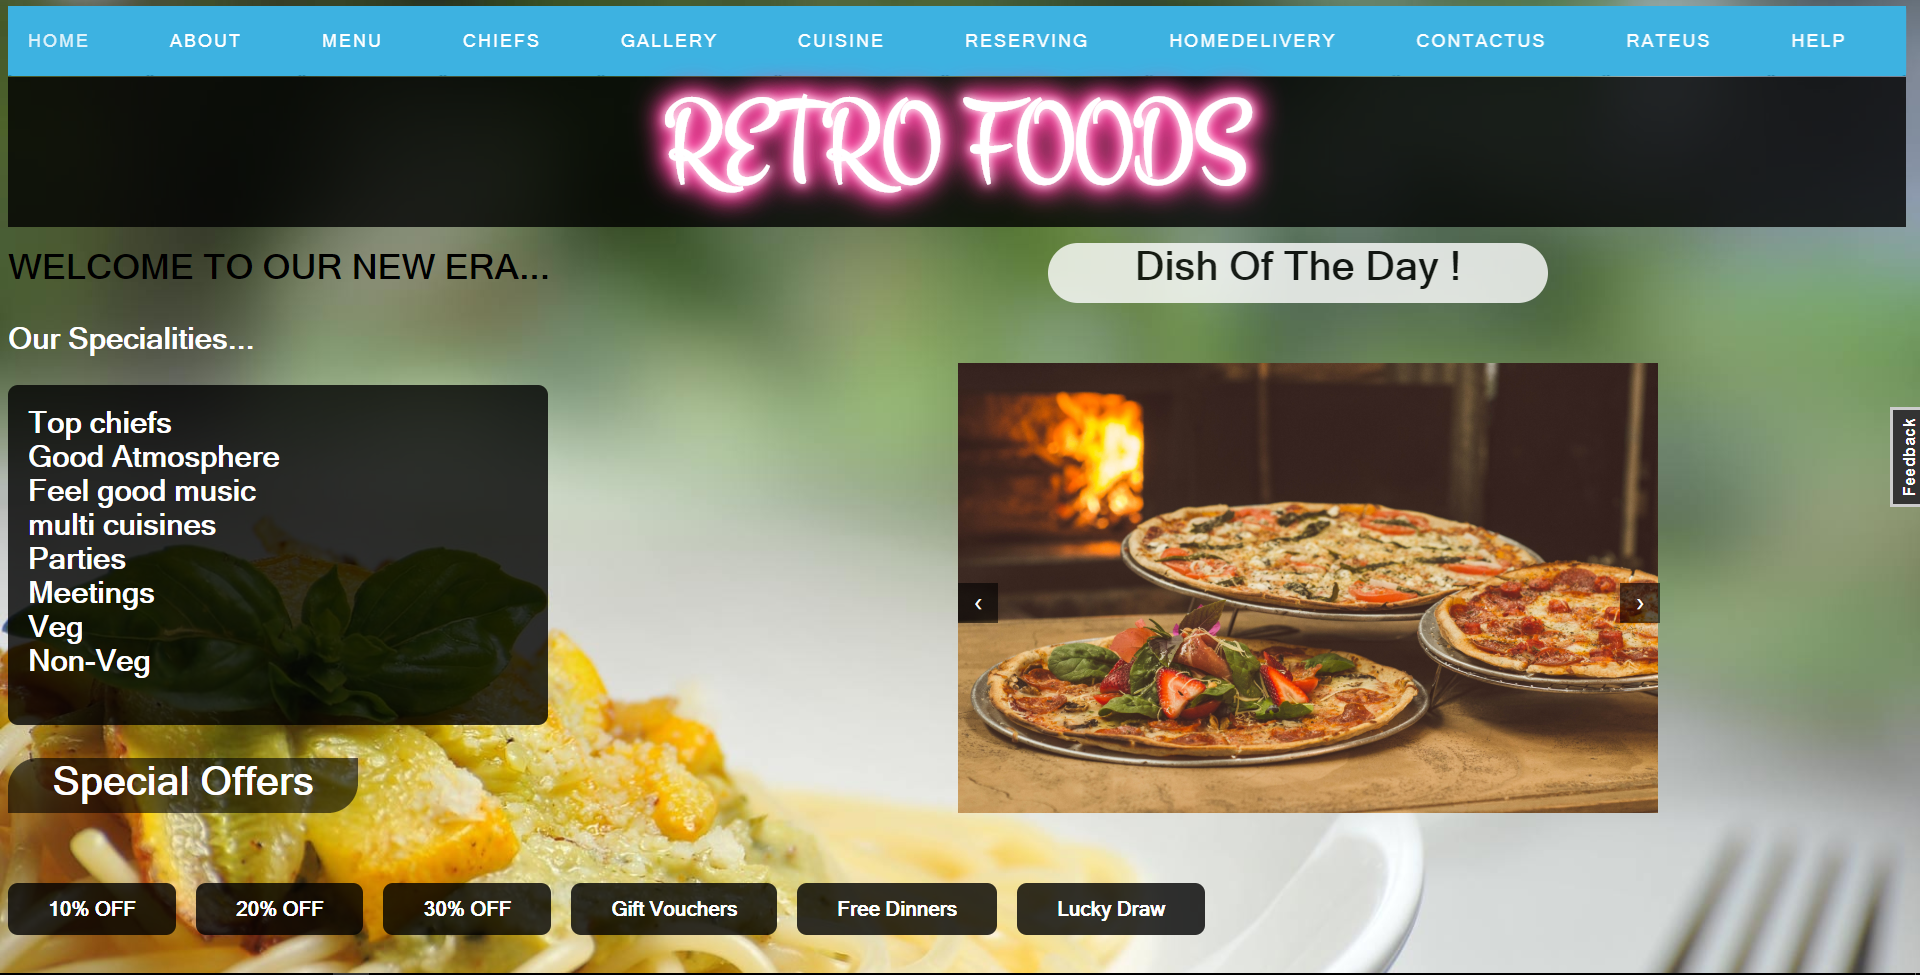 HOME ABOUT MENU CHIEFS GALLERY CUISINE RESERVING HOMEDELIVERY CONTACTUS RATEUS HELP
RETRO FOODS
WELCOME TO OUR NEW ERA...
Dish Of The Day !
Our Specialities...
Top chiefs
Good Atmosphere
Feel good music
multi cuisines
Parties
Meetings
Veg
Non-Veg
Feedback
Special Offers
10% OFF
20% OFF
30% OFF
Gift Vouchers
Free Dinners
Lucky Draw